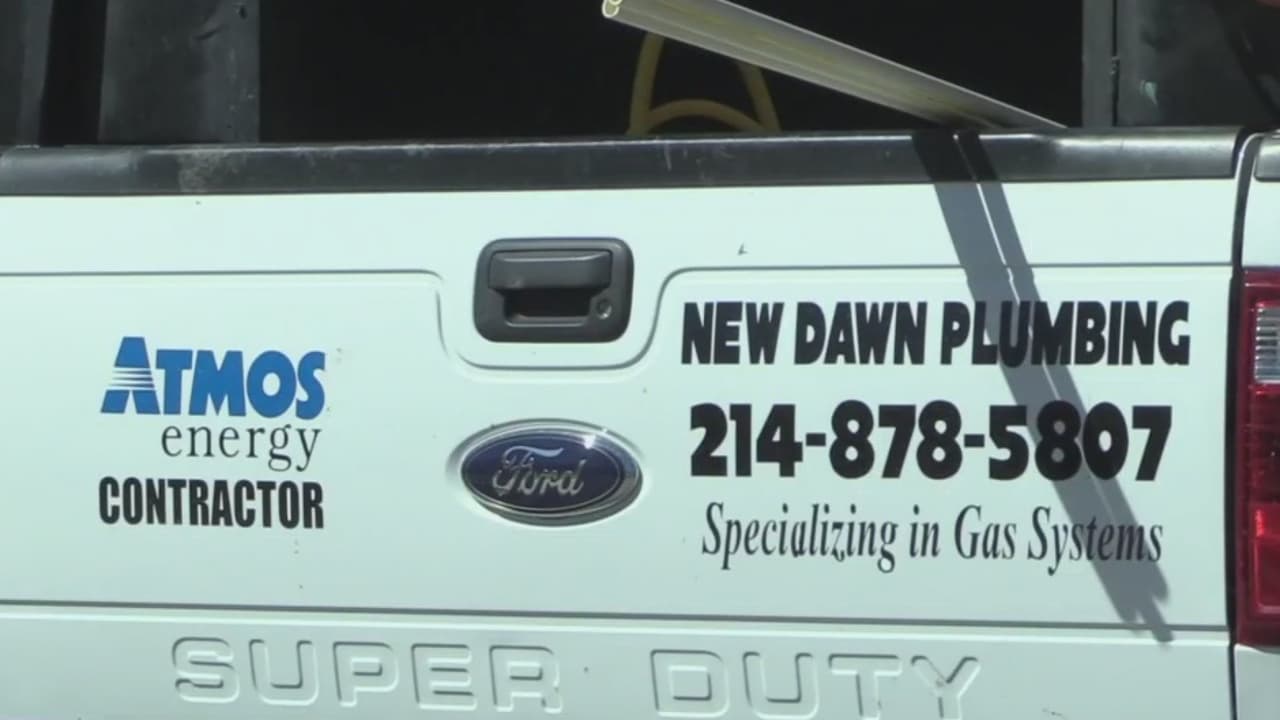 ATMOS
energy
CONTRACTOR
Ford
NEW DAWN PLUMBING
214-878-5807
Specializing in Gas Systems
SUPER DUTY